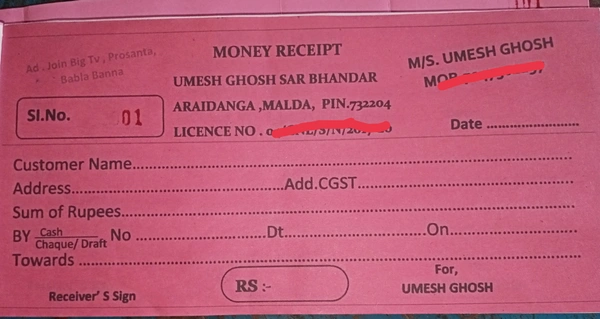 Ad. Join Big Tv, Prosanta,
Babla Banna
MONEY RECEIPT
M/S. UMESH GHOSH
UMESH GHOSH SAR BHANDAR
MOB
Sl.No. 01
ARAIDANGA ,MALDA, PIN.732204
LICENCE NO .
Date ....................
Customer Name..............................................................
Address..............................Add.CGST..............................
Sum of Rupees..............................................................
BY Cash
Chaque/ Draft No ....................Dt....................On....................
Towards ..............................................................
For,
Receiver' S Sign
RS :-
UMESH GHOSH